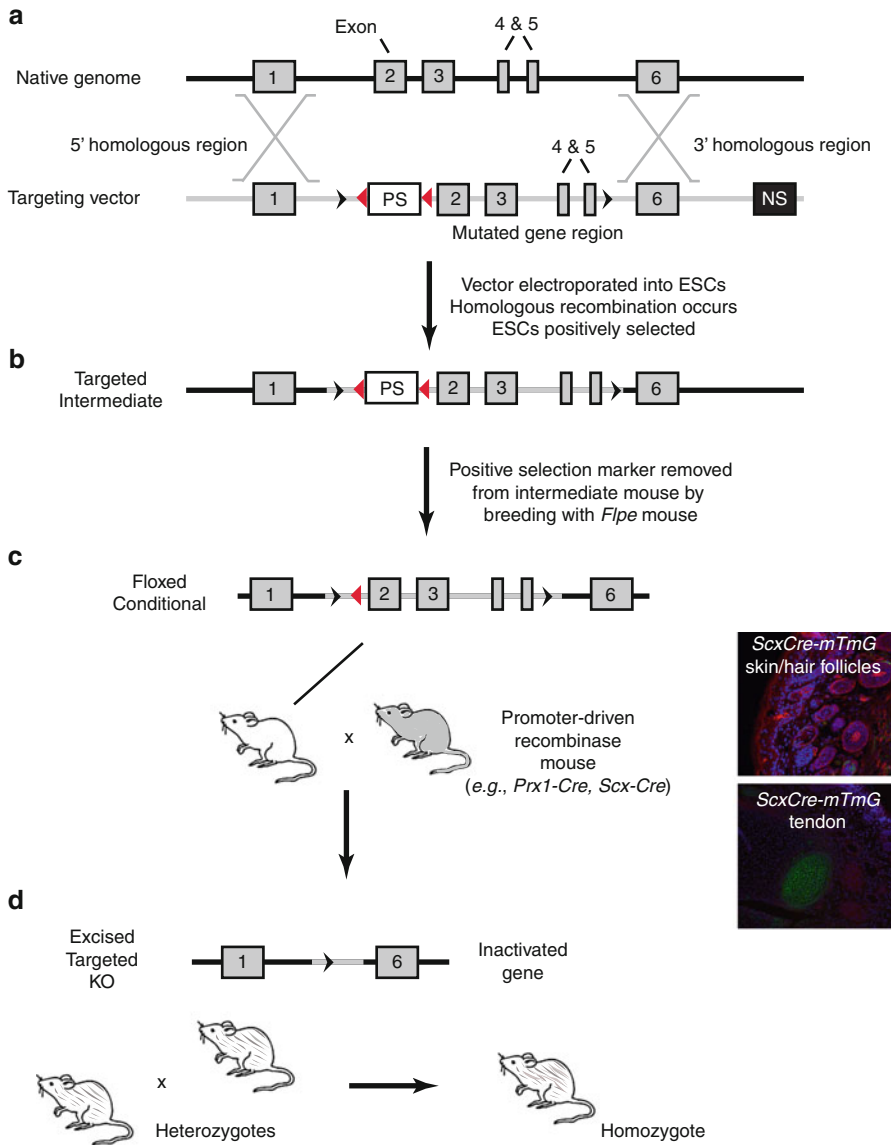 a
Exon
4 & 5
Native genome
1
2
3
6
5’ homologous region
3’ homologous region
4 & 5
Targeting vector
1
PS
2
3
6
NS
Mutated gene region
Vector electroporated into ESCs
Homologous recombination occurs
ESCs positively selected
b
Targeted
Intermediate
1
PS
2
3
6
Positive selection marker removed
from intermediate mouse by
breeding with Flpe mouse
c
Floxed
Conditional
1
2
3
6
x
Promoter-driven
recombinase
mouse
(e.g., Prx1-Cre, Scx-Cre)
ScxCre-mTmG
skin/hair follicles
ScxCre-mTmG
tendon
d
Excised
Targeted
KO
1
6
Inactivated
gene
x
Heterozygotes
Homozygote